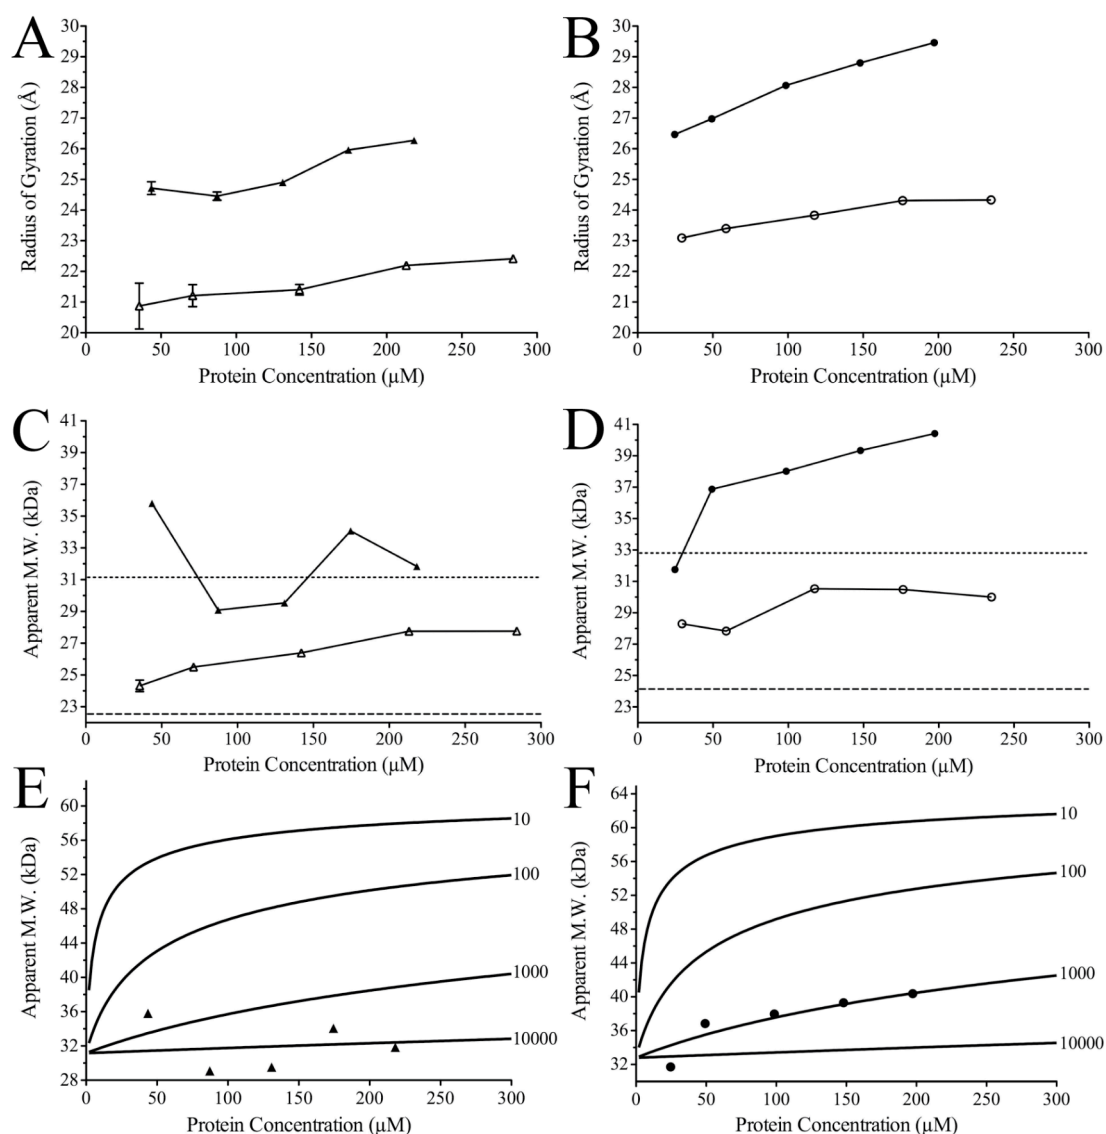 A
30
29
28
27
26
25
24
23
22
21
20
Radius of Gyration (Å)
0 50 100 150 200 250 300
Protein Concentration (µM)
B
30
29
28
27
26
25
24
23
22
21
20
Radius of Gyration (Å)
0 50 100 150 200 250 300
Protein Concentration (µM)
C
41
39
37
35
33
31
29
27
25
23
Apparent M.W. (kDa)
0 50 100 150 200 250 300
Protein Concentration (µM)
D
41
39
37
35
33
31
29
27
25
23
Apparent M.W. (kDa)
0 50 100 150 200 250 300
Protein Concentration (µM)
E
60
56
52
48
44
40
36
32
28
Apparent M.W. (kDa)
10
100
1000
10000
0 50 100 150 200 250 300
Protein Concentration (µM)
F
64
60
56
52
48
44
40
36
32
Apparent M.W. (kDa)
10
100
1000
10000
0 50 100 150 200 250 300
Protein Concentration (µM)